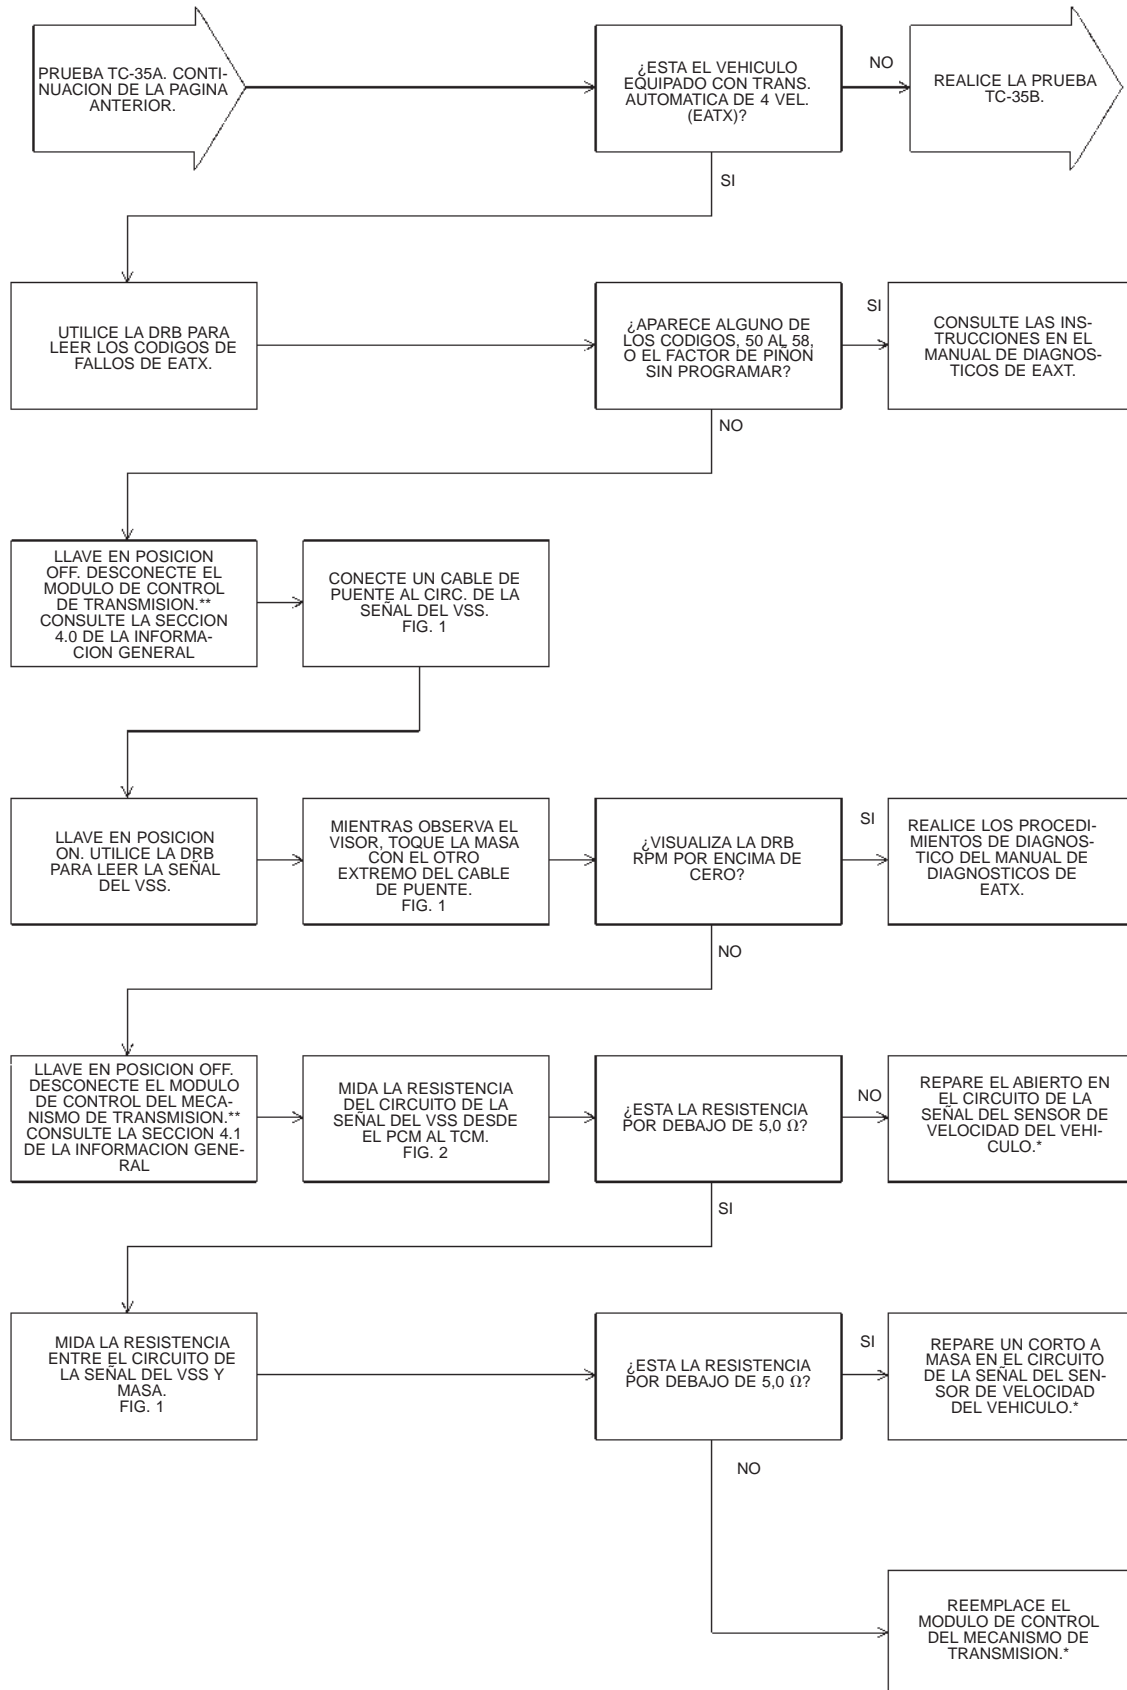 PRUEBA TC-35A. CONTI-
NUACION DE LA PAGINA
ANTERIOR.
¿ESTA EL VEHICULO
EQUIPADO CON TRANS.
AUTOMATICA DE 4 VEL.
(EATX)?
NO
REALICE LA PRUEBA
TC-35B.
SI
UTILICE LA DRB PARA
LEER LOS CODIGOS DE
FALLOS DE EATX.
¿APARECE ALGUNO DE
LOS CODIGOS, 50 AL 58,
O EL FACTOR DE PIÑON
SIN PROGRAMAR?
SI
CONSULTE LAS INS-
TRUCCIONES EN EL
MANUAL DE DIAGNOS-
TICOS DE EAXT.
NO
LLAVE EN POSICION
OFF. DESCONECTE EL
MODULO DE CONTROL
DE TRANSMISION.**
CONSULTE LA SECCION
4.0 DE LA INFORMA-
CION GENERAL
CONECTE UN CABLE DE
PUENTE AL CIRC. DE LA
SEÑAL DEL VSS.
FIG. 1
LLAVE EN POSICION
ON. UTILICE LA DRB
PARA LEER LA SEÑAL
DEL VSS.
MIENTRAS OBSERVA EL
VISOR, TOQUE LA MASA
CON EL OTRO
EXTREMO DEL CABLE
DE PUENTE.
FIG. 1
¿VISUALIZA LA DRB
RPM POR ENCIMA DE
CERO?
SI
REALICE LOS PROCEDI-
MIENTOS DE DIAGNOS-
TICO DEL MANUAL DE
DIAGNOSTICOS DE
EATX.
NO
LLAVE EN POSICION OFF.
DESCONECTE EL MODULO
DE CONTROL DEL MECA-
NISMO DE TRANSMISION.**
CONSULTE LA SECCION 4.1
DE LA INFORMACION GENE-
RAL
MIDA LA RESISTENCIA
DEL CIRCUITO DE LA
SEÑAL DEL VSS DESDE
EL PCM AL TCM.
FIG. 2
¿ESTA LA RESISTENCIA
POR DEBAJO DE 5,0 Ω?
NO
REPARE EL ABIERTO EN
EL CIRCUITO DE LA
SEÑAL DEL SENSOR DE
VELOCIDAD DEL VEHI-
CULO.*
SI
MIDA LA RESISTENCIA
ENTRE EL CIRCUITO DE
LA SEÑAL DEL VSS Y
MASA.
FIG. 1
¿ESTA LA RESISTENCIA
POR DEBAJO DE 5,0 Ω?
SI
REPARE UN CORTO A
MASA EN EL CIRCUITO
DE LA SEÑAL DEL SEN-
SOR DE VELOCIDAD
DEL VEHICULO.*
NO
REEMPLACE EL
MODULO DE CONTROL
DEL MECANISMO DE
TRANSMISION.*